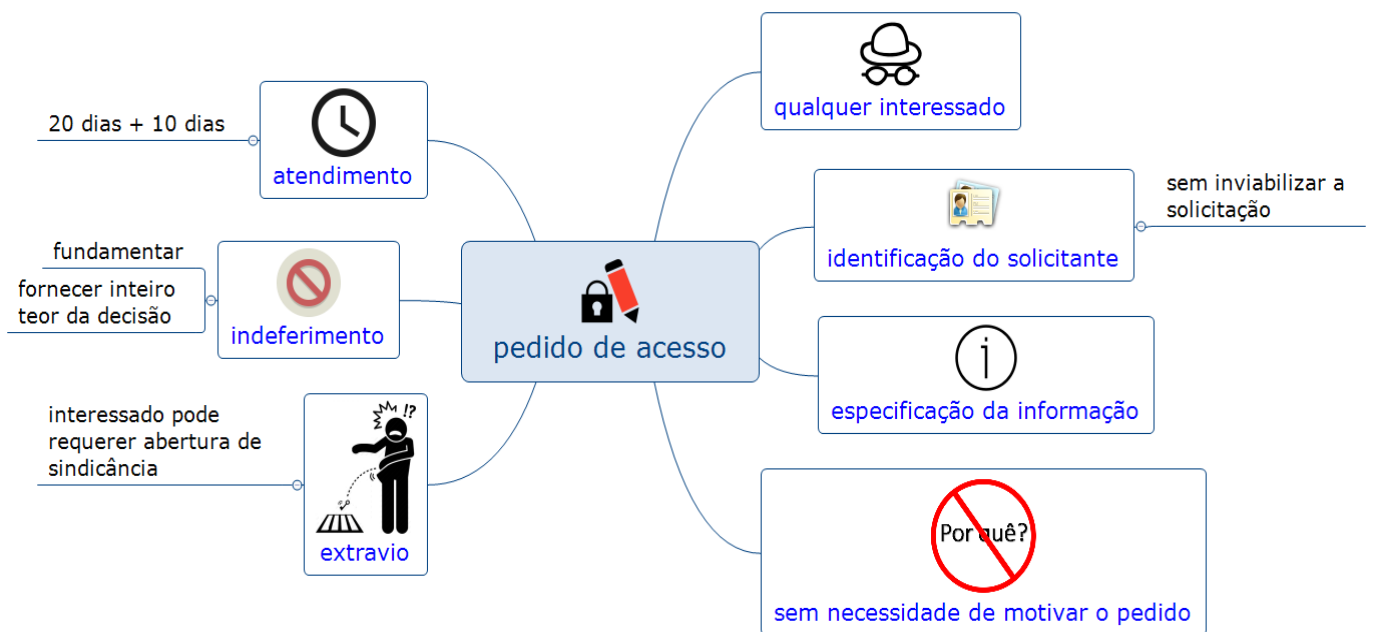 pedido de acesso
qualquer interessado
identificação do solicitante
sem inviabilizar a
solicitação
especificação da informação
Por quê?
sem necessidade de motivar o pedido
atendimento
20 dias + 10 dias
indeferimento
fundamentar
fornecer inteiro
teor da decisão
!?
extravio
interessado pode
requerer abertura de
sindicância